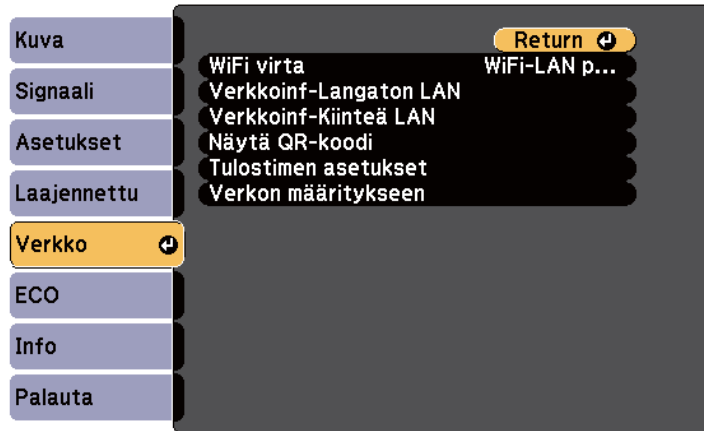 Kuva
Signaali
Asetukset
Laajennettu
Verkko
ECO
Info
Palauta
Return
WiFi virta WiFi-LAN p...
Verkkoinf-Langaton LAN
Verkkoinf-Kiinteä LAN
Näytä QR-koodi
Tulostimen asetukset
Verkon määritykseen